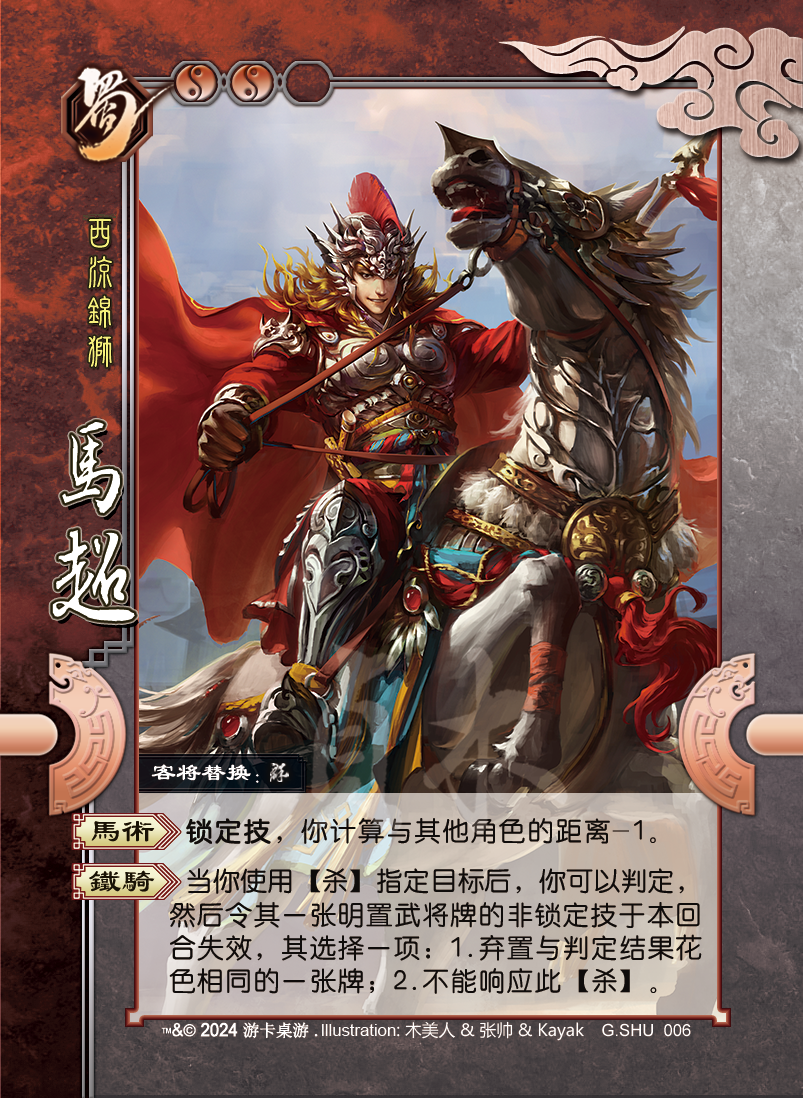 蜀
西涼錦獅
馬超
客将替换：
馬術 锁定技，你计算与其他角色的距离-1。
鐵騎 当你使用【杀】指定目标后，你可以判定，
然后令其一张明置武将牌的非锁定技于本回
合失效，其选择一项：1.弃置与判定结果花
色相同的一张牌；2.不能响应此【杀】。
™&© 2024 游卡桌游 . Illustration: 木美人 & 张帅 & Kayak G.SHU 006